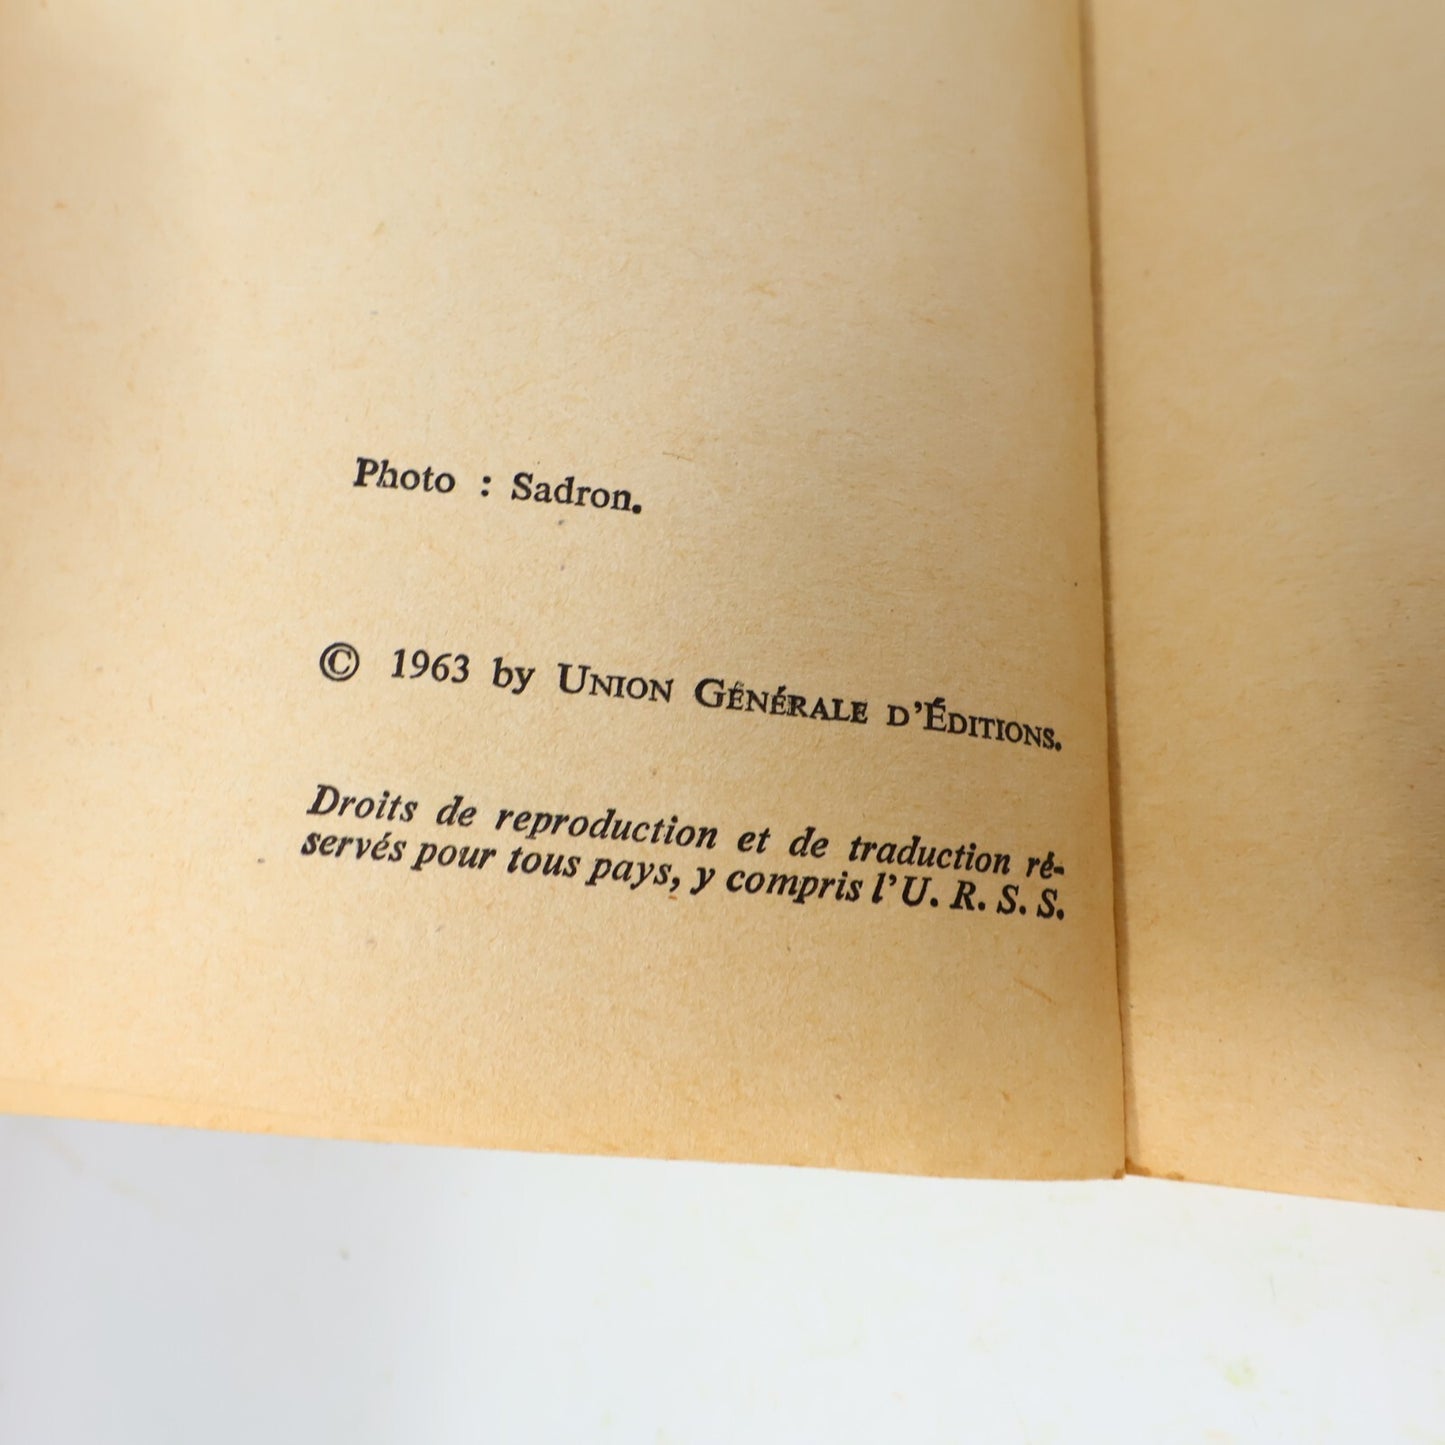 Photo : Sadron.
© 1963 by Union Générale d'Éditions.
Droits de reproduction et de traduction ré-
servés pour tous pays, y compris l'U. R. S. S.